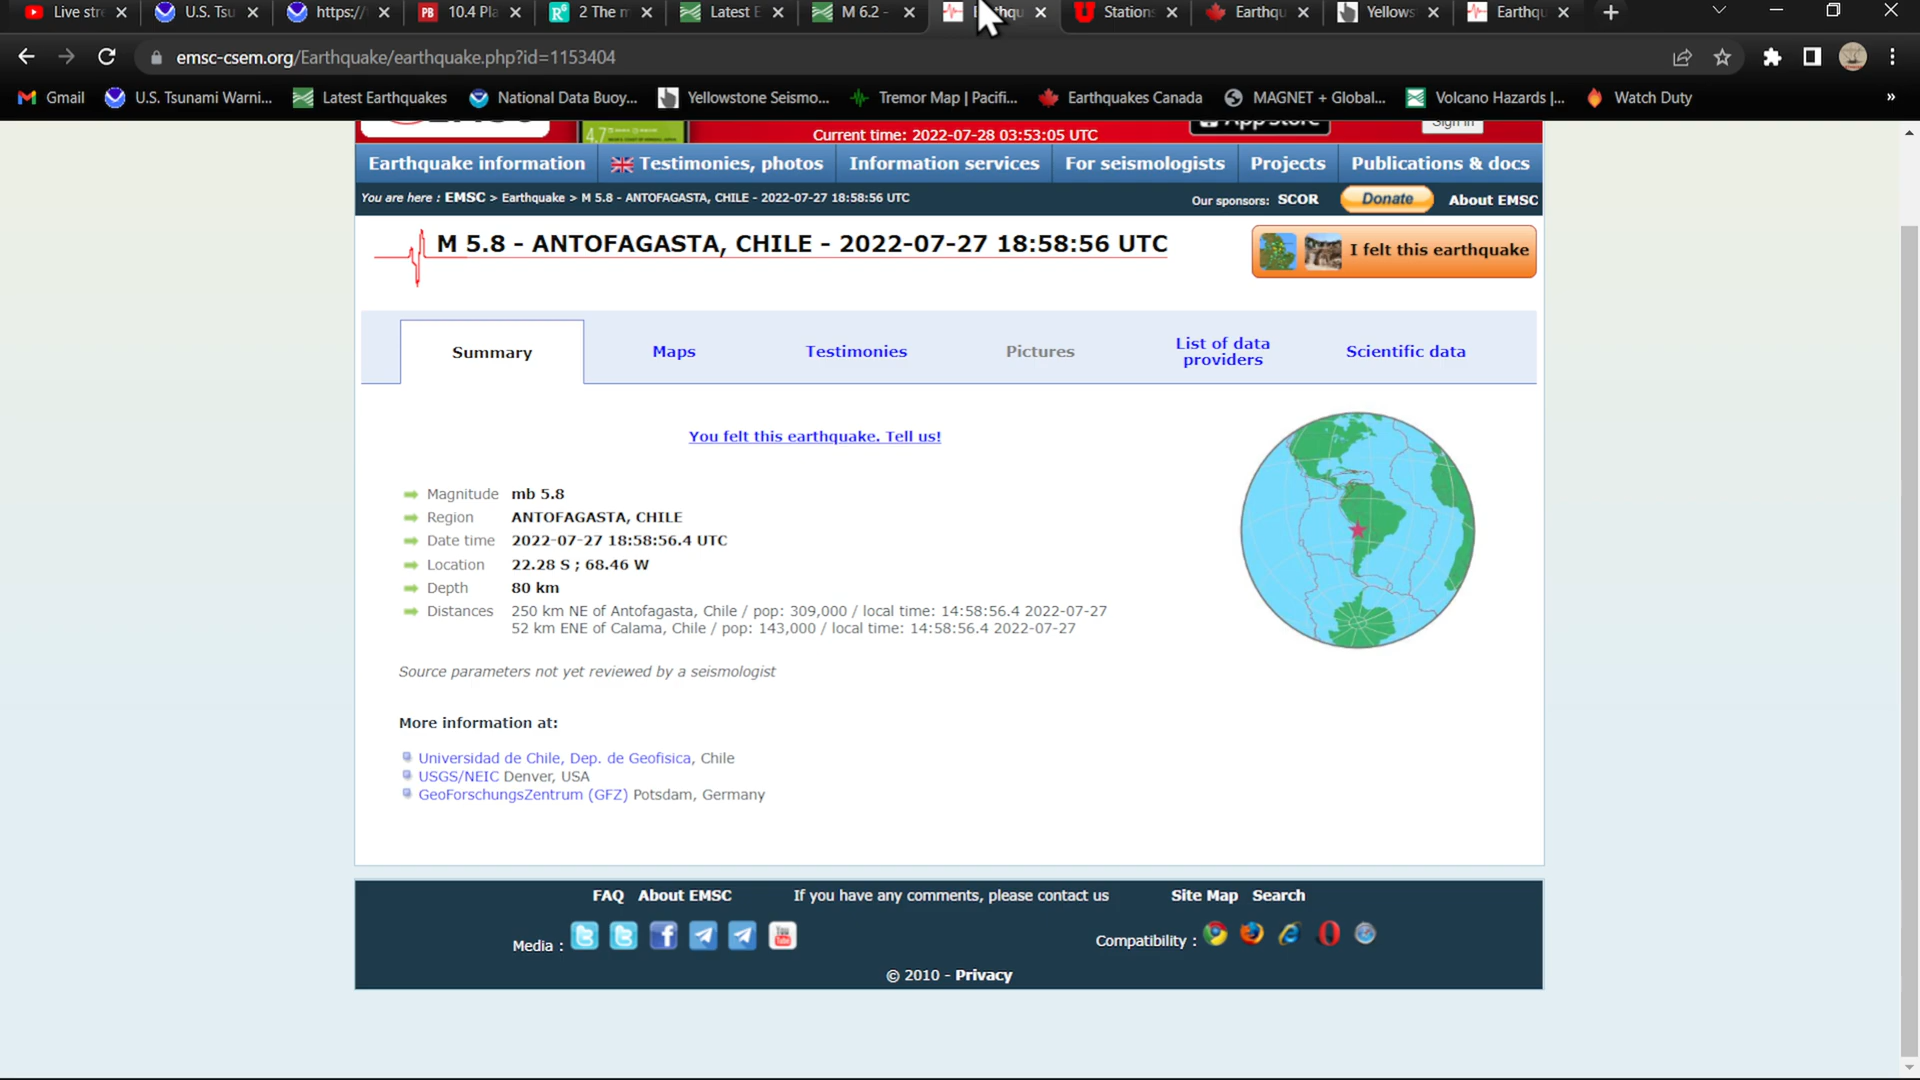 Live str
U.S. Tsu
https://
10.4 Pla
2 The m
Latest E
M 6.2 -
Stations
Earthqu
Yellows
Earthqu
emsc-csem.org/Earthquake/earthquake.php?id=1153404
Gmail
U.S. Tsunami Warni...
Latest Earthquakes
National Data Buoy...
Yellowstone Seismo...
Tremor Map | Pacifi...
Earthquakes Canada
MAGNET + Global...
Volcano Hazards |...
Watch Duty
»
4.7
Current time: 2022-07-28 03:53:05 UTC
App Store
Sign in
Earthquake information
Testimonies, photos
Information services
For seismologists
Projects
Publications & docs
You are here : EMSC > Earthquake > M 5.8 - ANTOFAGASTA, CHILE - 2022-07-27 18:58:56 UTC
Our sponsors: SCOR
Donate
About EMSC
M 5.8 - ANTOFAGASTA, CHILE - 2022-07-27 18:58:56 UTC
I felt this earthquake
Summary
Maps
Testimonies
Pictures
List of data
providers
Scientific data
You felt this earthquake. Tell us!
Magnitude mb 5.8
Region ANTOFAGASTA, CHILE
Date time 2022-07-27 18:58:56.4 UTC
Location 22.28 S ; 68.46 W
Depth 80 km
Distances 250 km NE of Antofagasta, Chile / pop: 309,000 / local time: 14:58:56.4 2022-07-27
52 km ENE of Calama, Chile / pop: 143,000 / local time: 14:58:56.4 2022-07-27
Source parameters not yet reviewed by a seismologist
More information at:
Universidad de Chile, Dep. de Geofisica, Chile
USGS/NEIC Denver, USA
GeoForschungsZentrum (GFZ) Potsdam, Germany
FAQ
About EMSC
If you have any comments, please contact us
Site Map
Search
Media :
Compatibility :
© 2010 - Privacy